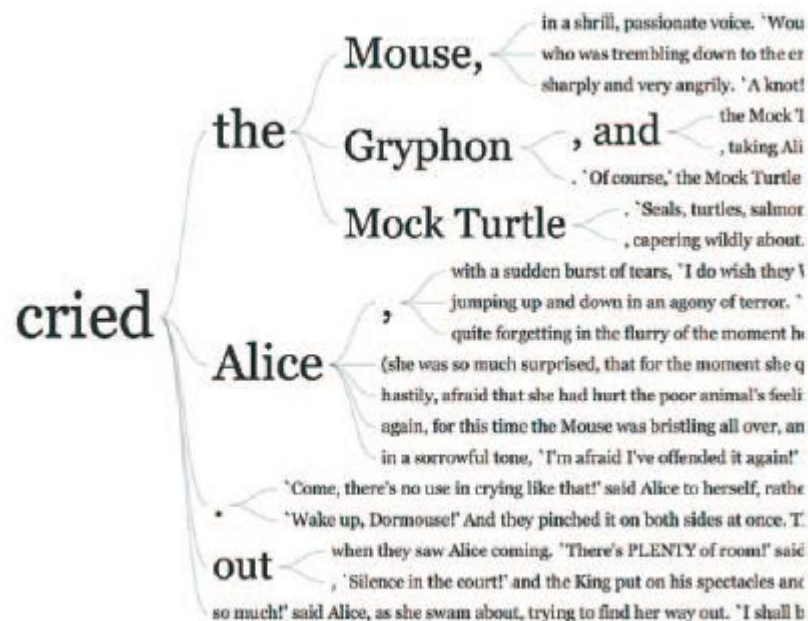 in a shrill, passionate voice. `Wou
Mouse,
who was trembling down to the
sharply and very angrily. `A knot!
the
the Mock
Gryphon
, and
, taking Ali
. `Of course,' the Mock Turtle
Mock Turtle
. `Seals, turtles, salmon
, capering wildly about.
cried
with a sudden burst of tears, `I do wish they
,
jumping up and down in an agony of terror. `
quite forgetting in the flurry of the moment
Alice
(she was so much surprised, that for the moment she q
hastily, afraid that she had hurt the poor animal's feeli
again, for this time the Mouse was bristling all over, an
in a sorrowful tone, `I'm afraid I've offended it again!'
.
`Come, there's no use in crying like that!' said Alice to herself, rathe
`Wake up, Dormouse!' And they pinched it on both sides at once. T
out
when they saw Alice coming. `There's PLENTY of room!' said
, `Silence in the court!' and the King put on his spectacles and
so much!' said Alice, as she swam about, trying to find her way out. `I shall b